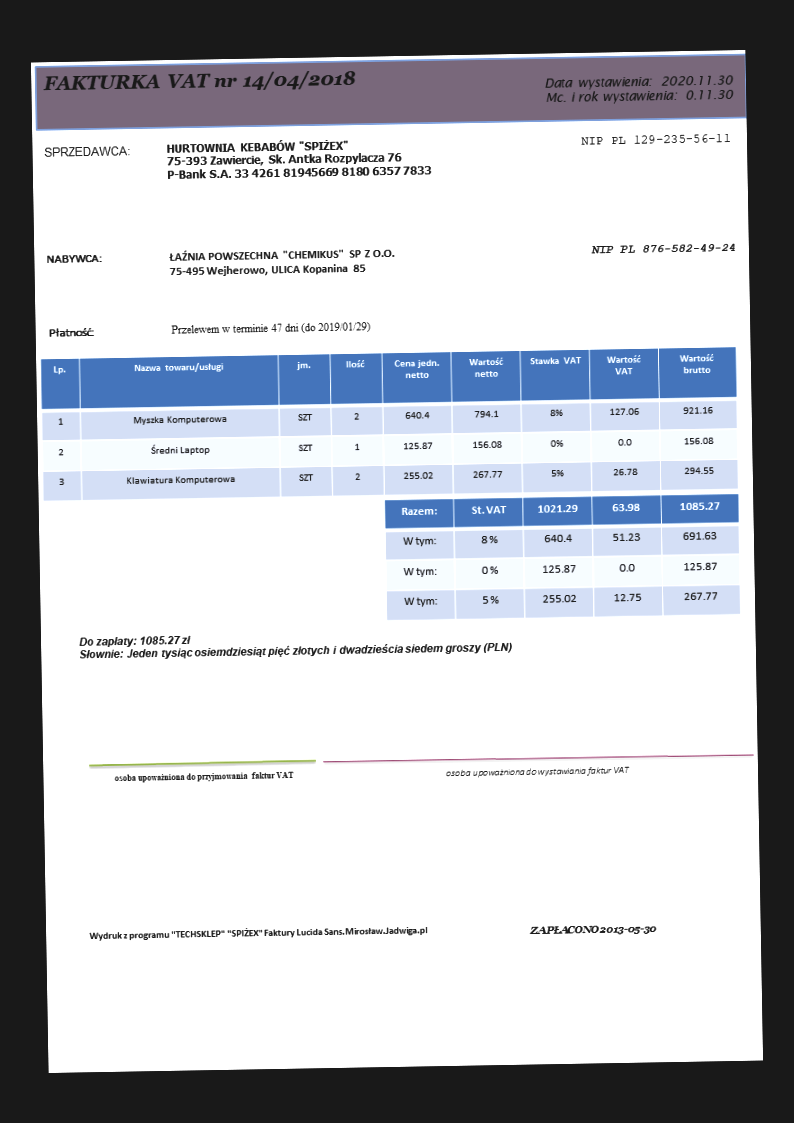 FAKTURKA VAT nr 14/04/2018
Data wystawienia: 2020.11.30
Mc. i rok wystawienia: 0.11.30
SPRZEDAWCA:
HURTOWNIA KEBABÓW "SPIŻEX"
75-393 Zawiercie, Sk. Antka Rozpylacza 76
P-Bank S.A. 33 4261 81945669 8180 6357 7833
NIP PL 129-235-56-11
NABYWCA:
ŁAŹNIA POWSZECHNA "CHEMIKUS" SP Z O.O.
75-495 Wejherowo, ULICA Kopanina 85
NIP PL 876-582-49-24
Płatność:
Przelewem w terminie 47 dni (do 2019/01/29)
Lp. Nazwa towaru/usługi jm. Ilość Cena jedn. netto Wartość netto Stawka VAT Wartość VAT Wartość brutto
1 Myszka Komputerowa SZT 2 640.4 794.1 8% 127.06 921.16
2 Średni Laptop SZT 1 125.87 156.08 0% 0.0 156.08
3 Klawiatura Komputerowa SZT 2 255.02 267.77 5% 26.78 294.55
Razem: St. VAT 1021.29 63.98 1085.27
W tym: 8 % 640.4 51.23 691.63
W tym: 0 % 125.87 0.0 125.87
W tym: 5 % 255.02 12.75 267.77
Do zapłaty: 1085.27 zł
Słownie: Jeden tysiąc osiemdziesiąt pięć złotych i dwadzieścia siedem groszy (PLN)
osoba upoważniona do przyjmowania faktur VAT
osoba upoważniona do wystawiania faktur VAT
Wydruk z programu "TECHSKLEP" "SPIŻEX" Faktury Lucida Sans.Mirosław.Jadwiga.pl
ZAPŁACONO 2013-05-30